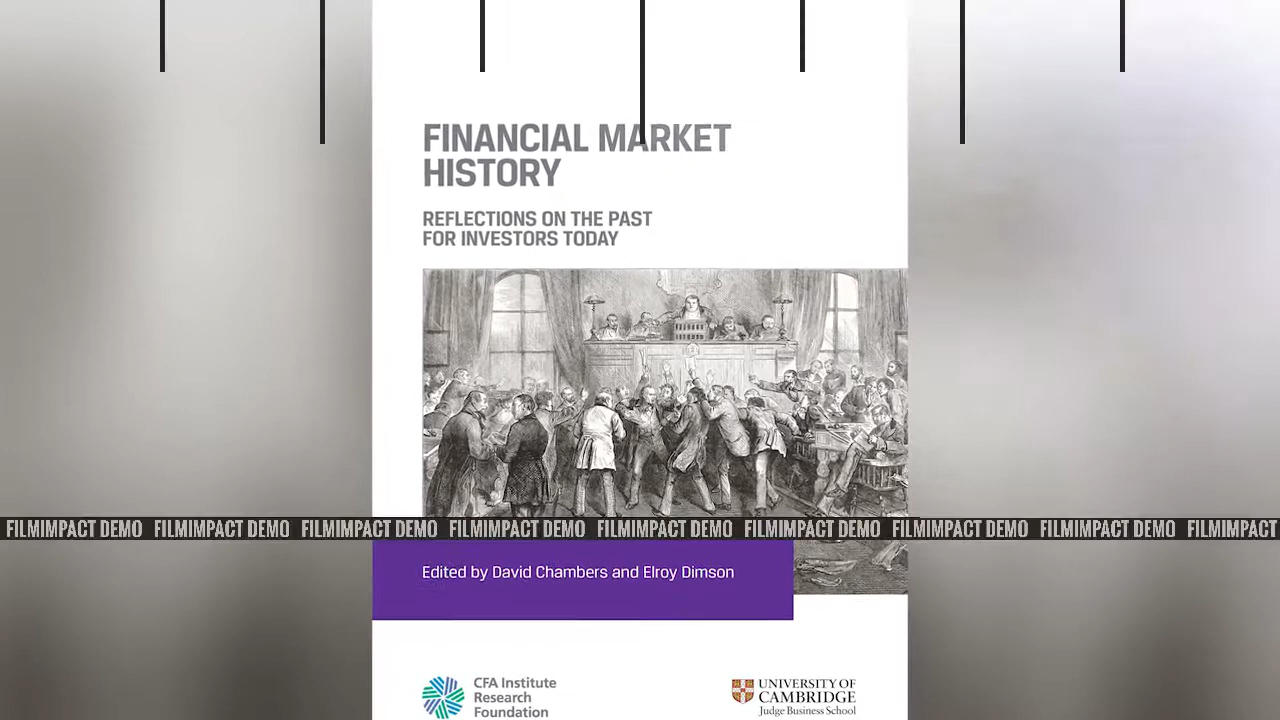 FINANCIAL MARKET
HISTORY
REFLECTIONS ON THE PAST
FOR INVESTORS TODAY
FILMIMPACT DEMO FILMIMPACT DEMO FILMIMPACT DEMO FILMIMPACT DEMO FILMIMPACT DEMO FILMIMPACT DEMO FILMIMPACT DEMO FILMIMPACT DEMO FILMIMPACT
Edited by David Chambers and Elroy Dimson
CFA Institute
Research
Foundation
UNIVERSITY OF
CAMBRIDGE
Judge Business School